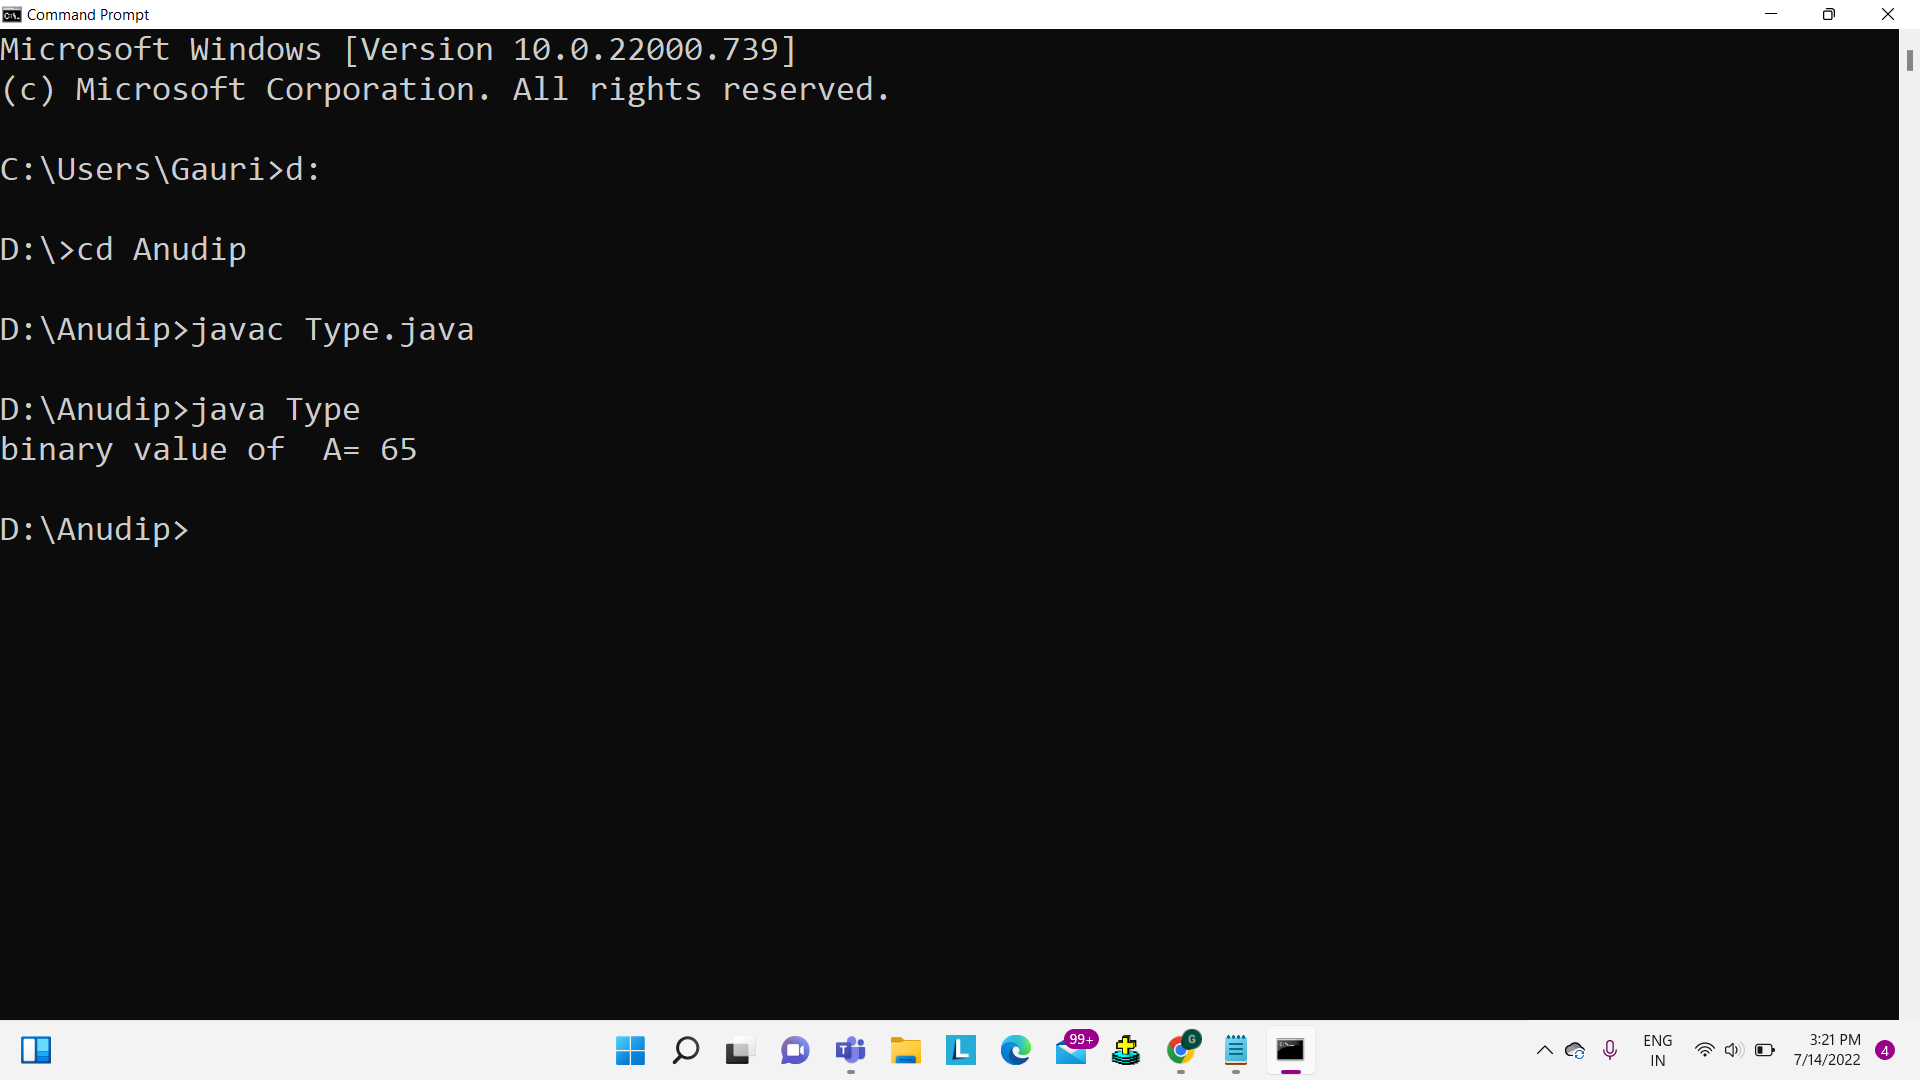 Command Prompt
Microsoft Windows [Version 10.0.22000.739]
(c) Microsoft Corporation. All rights reserved.
C:\Users\Gauri>d:
D:\>cd Anudip
D:\Anudip>javac Type.java
D:\Anudip>java Type
binary value of  A= 65
D:\Anudip>
99+
G
L
ENG
IN
3:21 PM
7/14/2022
4